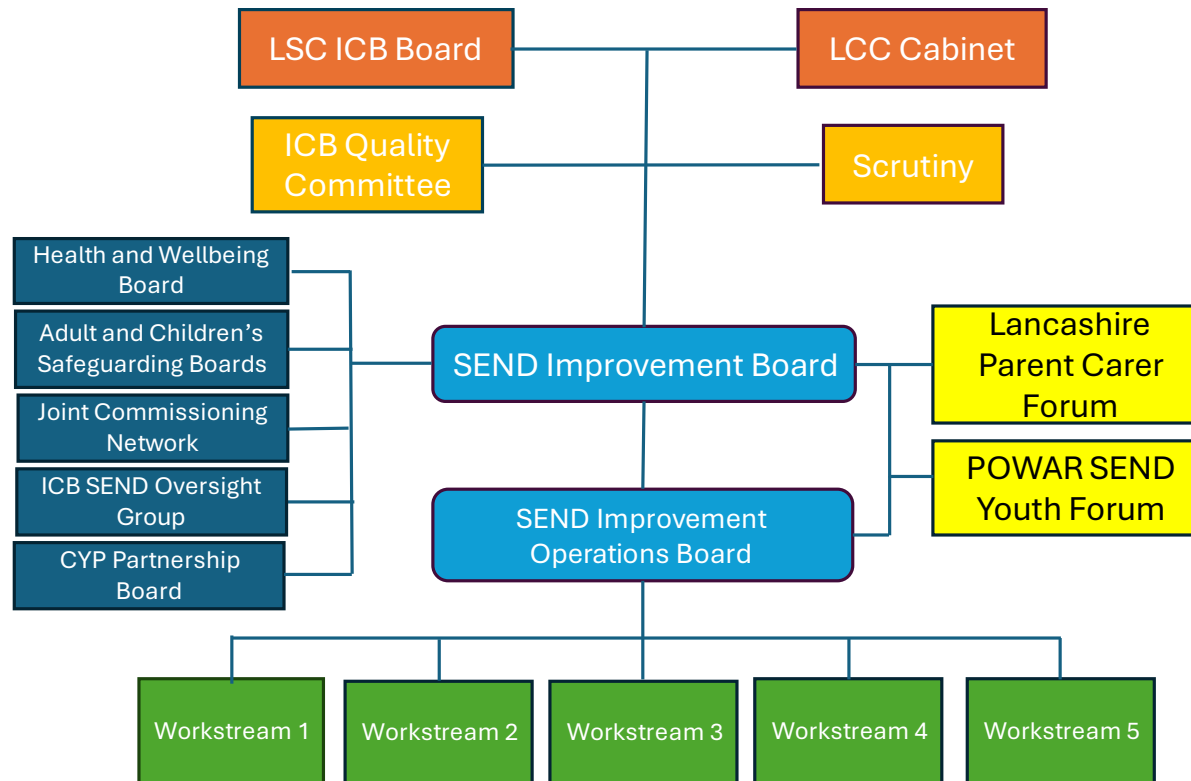 LSC ICB Board
LCC Cabinet
ICB Quality
Committee
Scrutiny
Health and Wellbeing
Board
Adult and Children’s
Safeguarding Boards
Joint Commissioning
Network
ICB SEND Oversight
Group
CYP Partnership
Board
SEND Improvement Board
SEND Improvement
Operations Board
Lancashire
Parent Carer
Forum
POWAR SEND
Youth Forum
Workstream 1
Workstream 2
Workstream 3
Workstream 4
Workstream 5